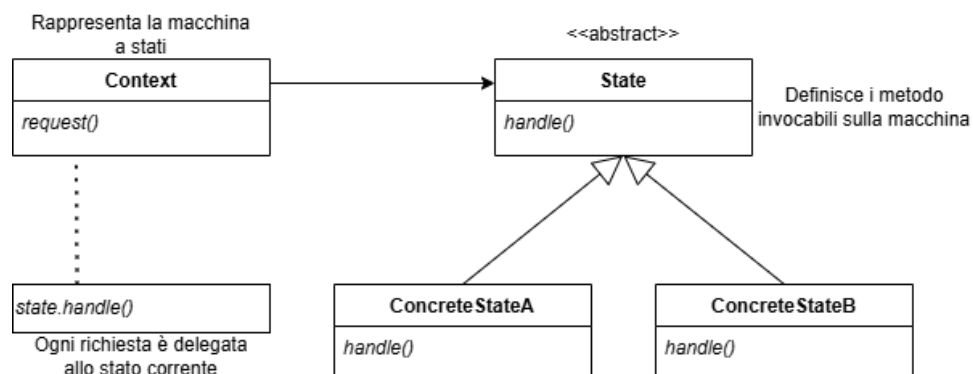 Rappresenta la macchina
a stati
Context
request()
<<abstract>>
State
handle()
Definisce i metodo
invocabili sulla macchina
state.handle()
Ogni richiesta è delegata
allo stato corrente
ConcreteStateA
handle()
ConcreteStateB
handle()